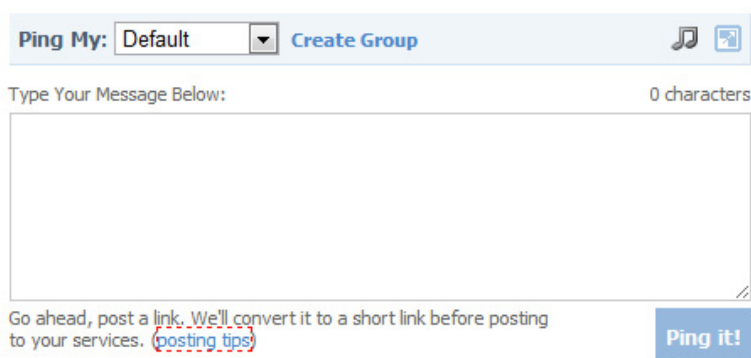 Ping My: Default Create Group
Type Your Message Below: 0 characters
Go ahead, post a link. We'll convert it to a short link before posting
to your services. (posting tips)
Ping it!